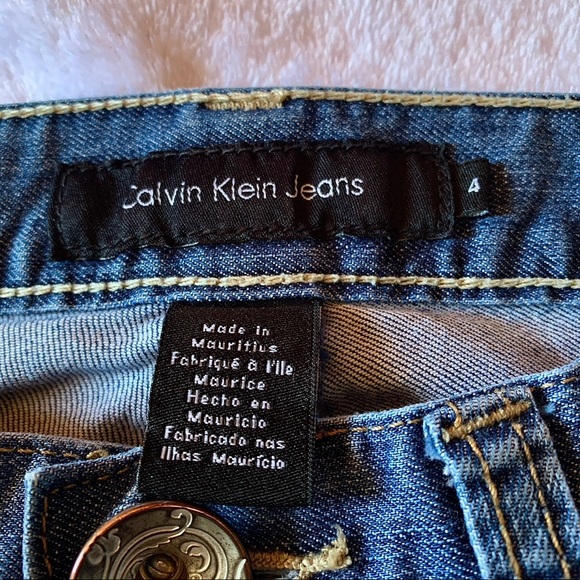 Calvin Klein Jeans
4
Made in
Mauritius
Fabriqué à l'Ile
Maurice
Hecho en
Mauricio
Fabricado nas
Ilhas Maurício